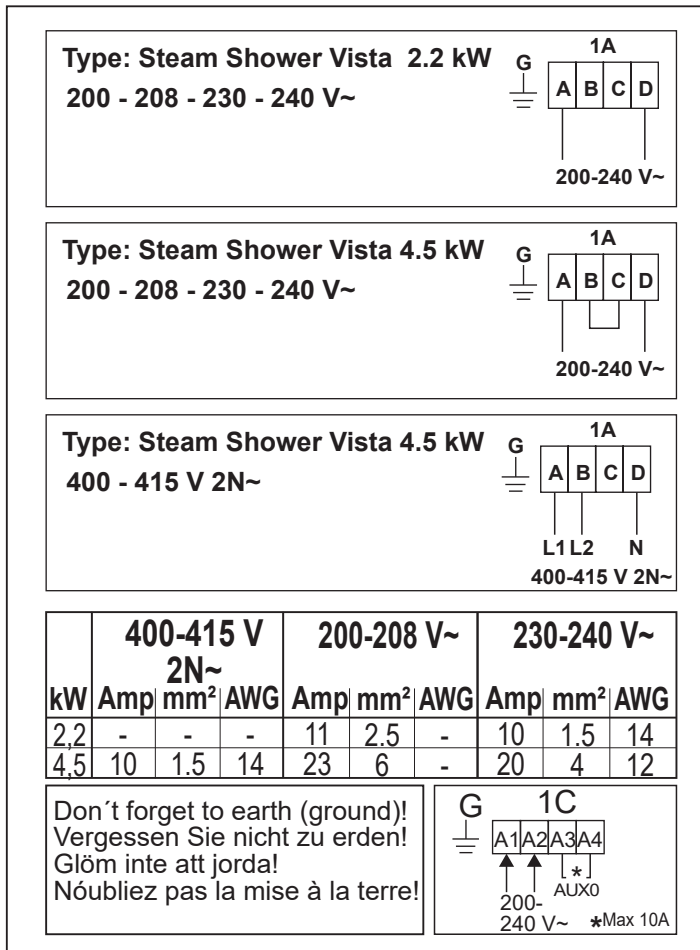 Type: Steam Shower Vista 2.2 kW
200 - 208 - 230 - 240 V~
G
1A
A B C D
200-240 V~
Type: Steam Shower Vista 4.5 kW
200 - 208 - 230 - 240 V~
G
1A
A B C D
200-240 V~
Type: Steam Shower Vista 4.5 kW
400 - 415 V 2N~
G
1A
A B C D
L1 L2 N
400-415 V 2N~
400-415 V 2N~ 200-208 V~ 230-240 V~
kW Amp mm² AWG Amp mm² AWG Amp mm² AWG
2,2 - - - 11 2.5 - 10 1.5 14
4,5 10 1.5 14 23 6 - 20 4 12
Don´t forget to earth (ground)!
Vergessen Sie nicht zu erden!
Glöm inte att jorda!
Nóubliez pas la mise à la terre!
G 1C
A1 A2 A3 A4
*
AUX0
200-
240 V~ *Max 10A